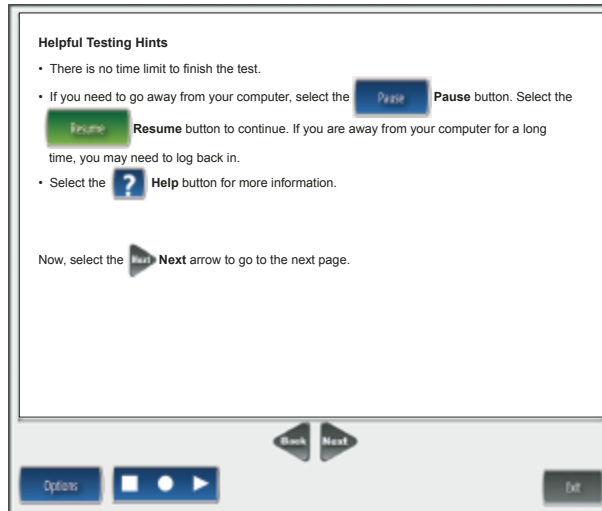 Helpful Testing Hints
• There is no time limit to finish the test.
• If you need to go away from your computer, select the Pause Pause button. Select the
Resume Resume button to continue. If you are away from your computer for a long
time, you may need to log back in.
• Select the ? Help button for more information.
Now, select the Next Next arrow to go to the next page.
Back Next
Options Exit